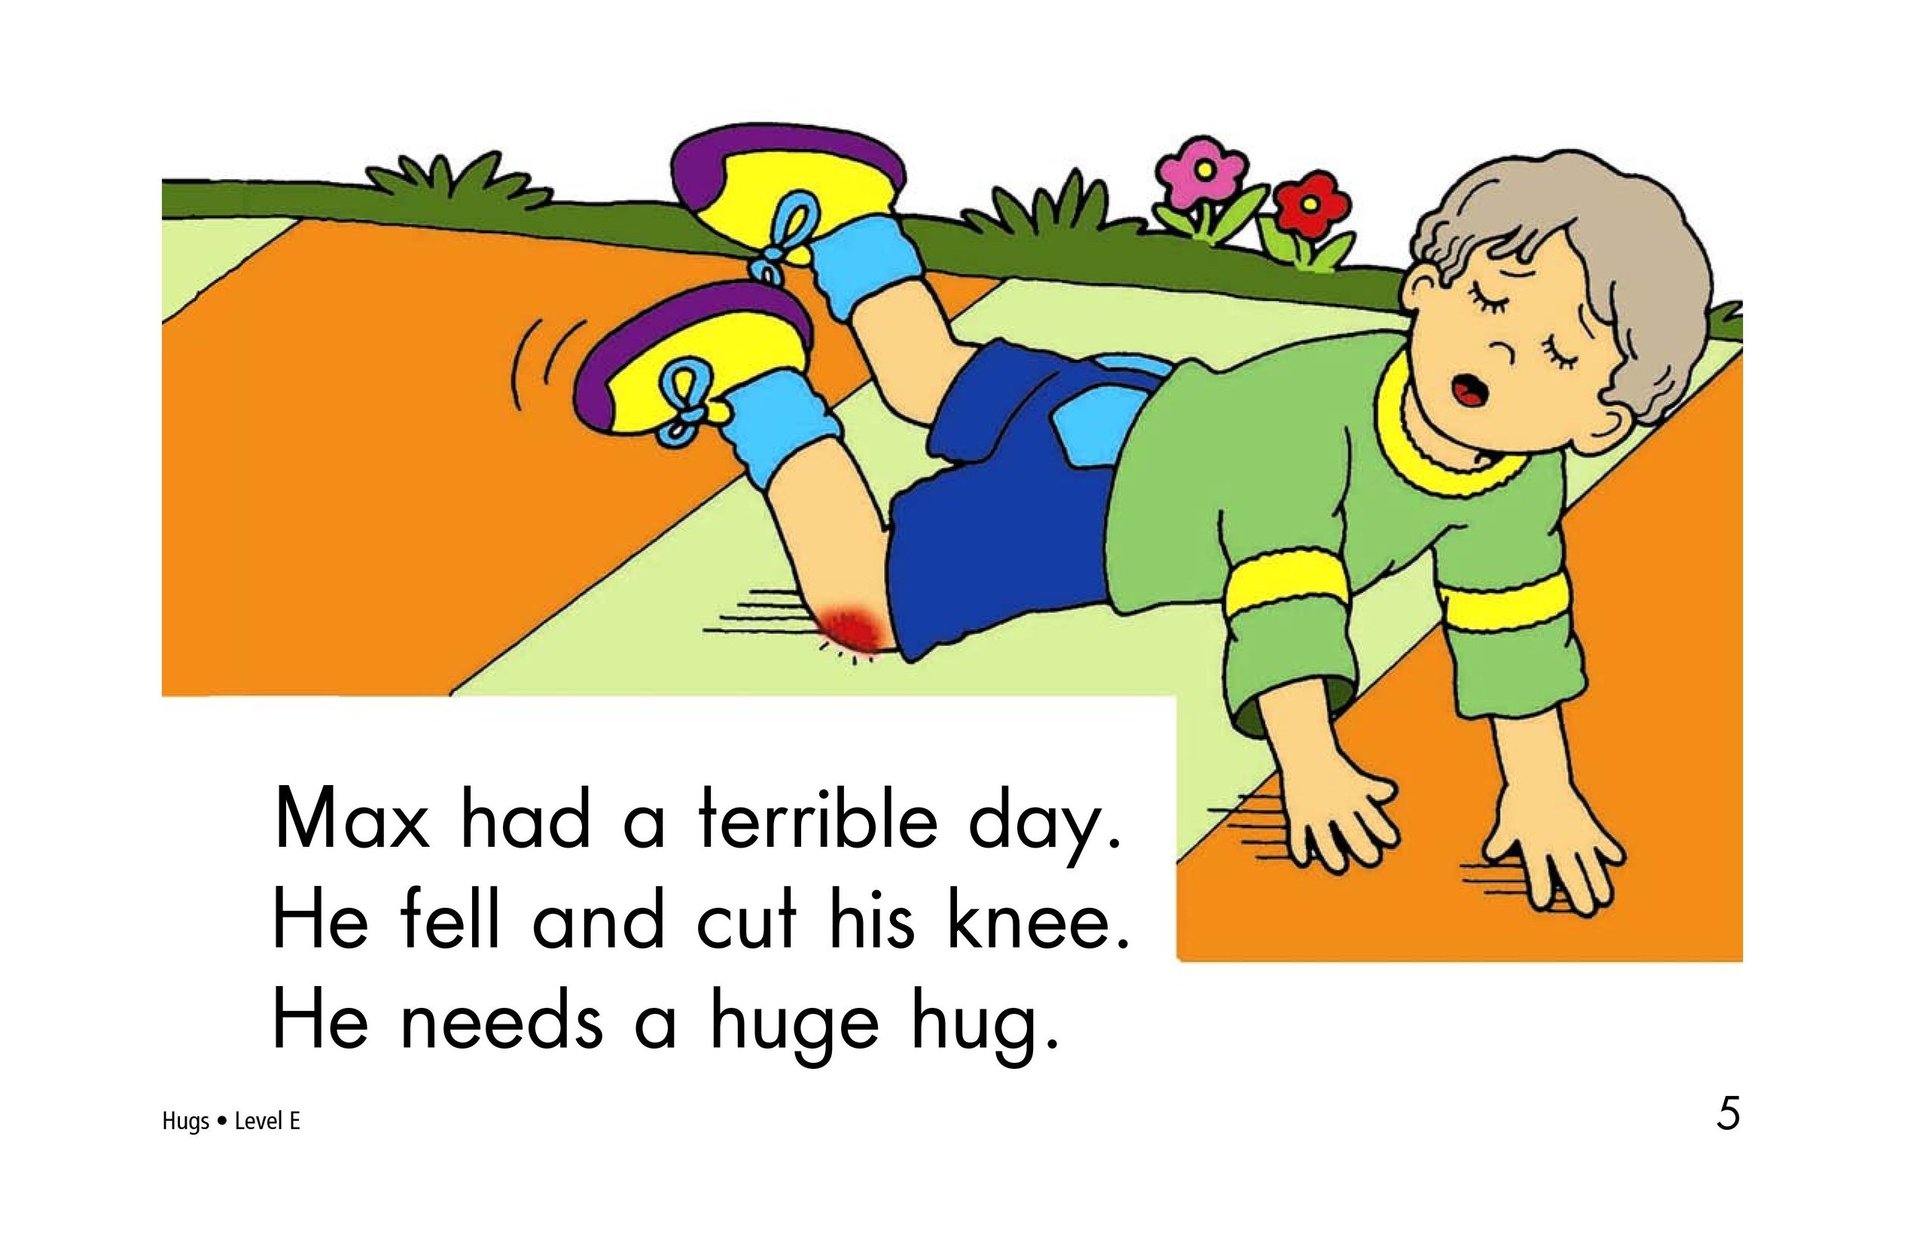 Max had a terrible day.
He fell and cut his knee.
He needs a huge hug.
Hugs • Level E
5